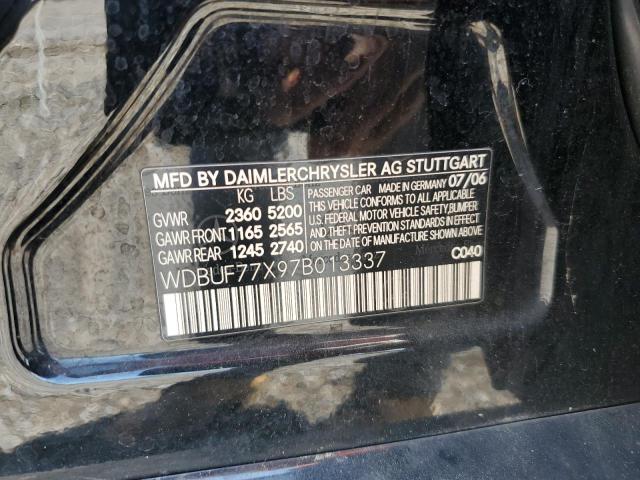 MFD BY DAIMLERCHRYSLER AG STUTTGART
KG LBS
GVWR 2360 5200
GAWR FRONT 1165 2565
GAWR REAR 1245 2740
PASSENGER CAR MADE IN GERMANY 07/06
THIS VEHICLE CONFORMS TO ALL APPLICABLE
U.S. FEDERAL MOTOR VEHICLE SAFETY, BUMPER
AND THEFT PREVENTION STANDARDS IN EFFECT
ON THE DATE OF MANUFACTURE SHOWN ABOVE.
WDBUF77X97B013337
C040